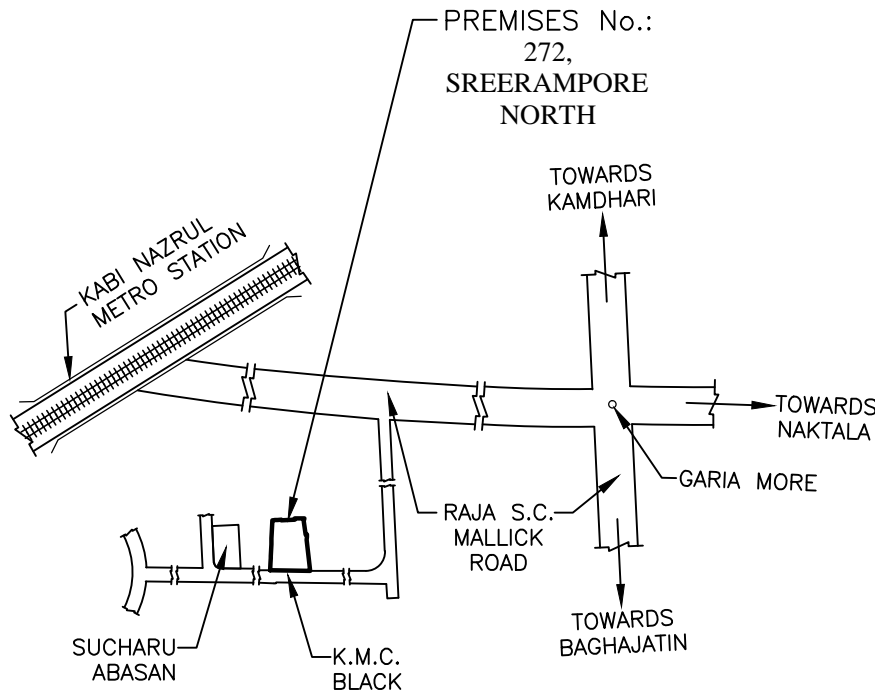 PREMISES No.:
272,
SREERAMPORE
NORTH
TOWARDS
KAMDHARI
KABI NAZRUL
METRO STATION
TOWARDS
NAKTALA
GARIA MORE
RAJA S.C.
MALLICK
ROAD
TOWARDS
BAGHAJATIN
SUCHARU
ABASAN
K.M.C.
BLACK